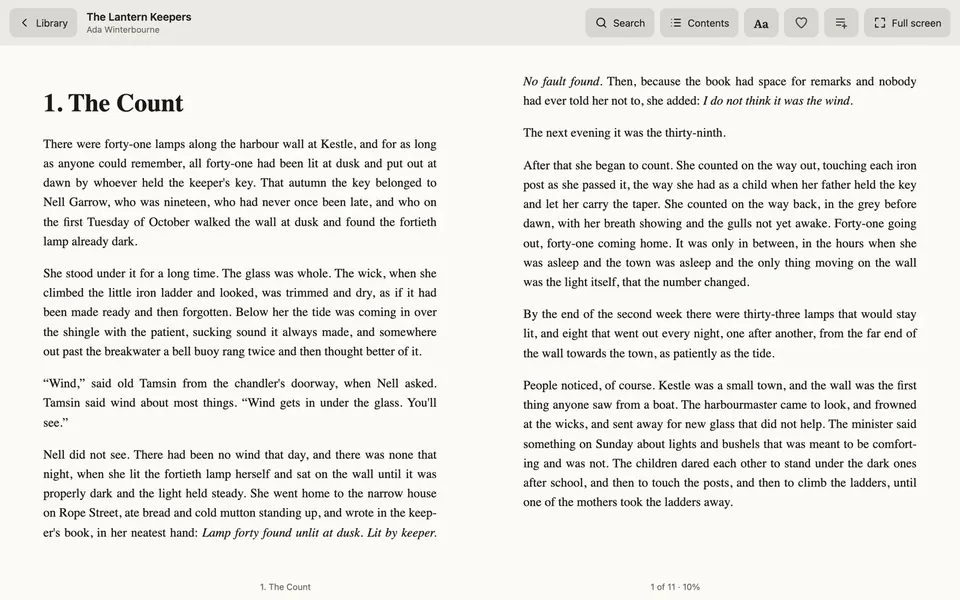 Library
The Lantern Keepers
Ada Winterbourne
Search
Contents
Aa
Full screen
1. The Count
There were forty-one lamps along the harbour wall at Kestle, and for as long
as anyone could remember, all forty-one had been lit at dusk and put out at
dawn by whoever held the keeper's key. That autumn the key belonged to
Nell Garrow, who was nineteen, who had never once been late, and who on
the first Tuesday of October walked the wall at dusk and found the fortieth
lamp already dark.
She stood under it for a long time. The glass was whole. The wick, when she
climbed the little iron ladder and looked, was trimmed and dry, as if it had
been made ready and then forgotten. Below her the tide was coming in over
the shingle with the patient, sucking sound it always made, and somewhere
out past the breakwater a bell buoy rang twice and then thought better of it.
“Wind,” said old Tamsin from the chandler's doorway, when Nell asked.
Tamsin said wind about most things. “Wind gets in under the glass. You'll
see.”
Nell did not see. There had been no wind that day, and there was none that
night, when she lit the fortieth lamp herself and sat on the wall until it was
properly dark and the light held steady. She went home to the narrow house
on Rope Street, ate bread and cold mutton standing up, and wrote in the keep-
er's book, in her neatest hand: Lamp forty found unlit at dusk. Lit by keeper.
No fault found. Then, because the book had space for remarks and nobody
had ever told her not to, she added: I do not think it was the wind.
The next evening it was the thirty-ninth.
After that she began to count. She counted on the way out, touching each iron
post as she passed it, the way she had as a child when her father held the key
and let her carry the taper. She counted on the way back, in the grey before
dawn, with her breath showing and the gulls not yet awake. Forty-one going
out, forty-one coming home. It was only in between, in the hours when she
was asleep and the town was asleep and the only thing moving on the wall
was the light itself, that the number changed.
By the end of the second week there were thirty-three lamps that would stay
lit, and eight that went out every night, one after another, from the far end of
the wall towards the town, as patiently as the tide.
People noticed, of course. Kestle was a small town, and the wall was the first
thing anyone saw from a boat. The harbourmaster came to look, and frowned
at the wicks, and sent away for new glass that did not help. The minister said
something on Sunday about lights and bushels that was meant to be comfort-
ing and was not. The children dared each other to stand under the dark ones
after school, and then to touch the posts, and then to climb the ladders, until
one of the mothers took the ladders away.
1. The Count
1 of 11 · 10%